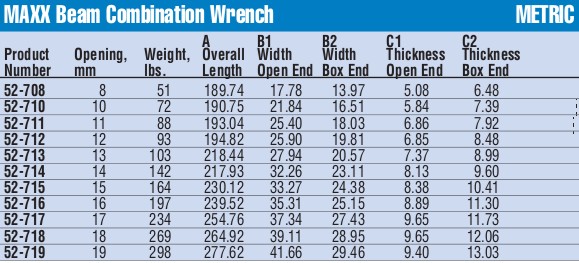 MAXX Beam Combination Wrench METRIC
A B1 B2 C1 C2
Product Opening, Weight, Overall Width Width Thickness Thickness
Number mm lbs. Length Open End Box End Open End Box End
52-708 8 51 189.74 17.78 13.97 5.08 6.48
52-710 10 72 190.75 21.84 16.51 5.84 7.39
52-711 11 88 193.04 25.40 18.03 6.86 7.92
52-712 12 93 194.82 25.90 19.81 6.85 8.48
52-713 13 103 218.44 27.94 20.57 7.37 8.99
52-714 14 142 217.93 32.26 23.11 8.13 9.60
52-715 15 164 230.12 33.27 24.38 8.38 10.41
52-716 16 197 239.52 35.31 25.15 8.89 11.30
52-717 17 234 254.76 37.34 27.43 9.65 11.73
52-718 18 269 264.92 39.11 28.95 9.65 12.06
52-719 19 298 277.62 41.66 29.46 9.40 13.03